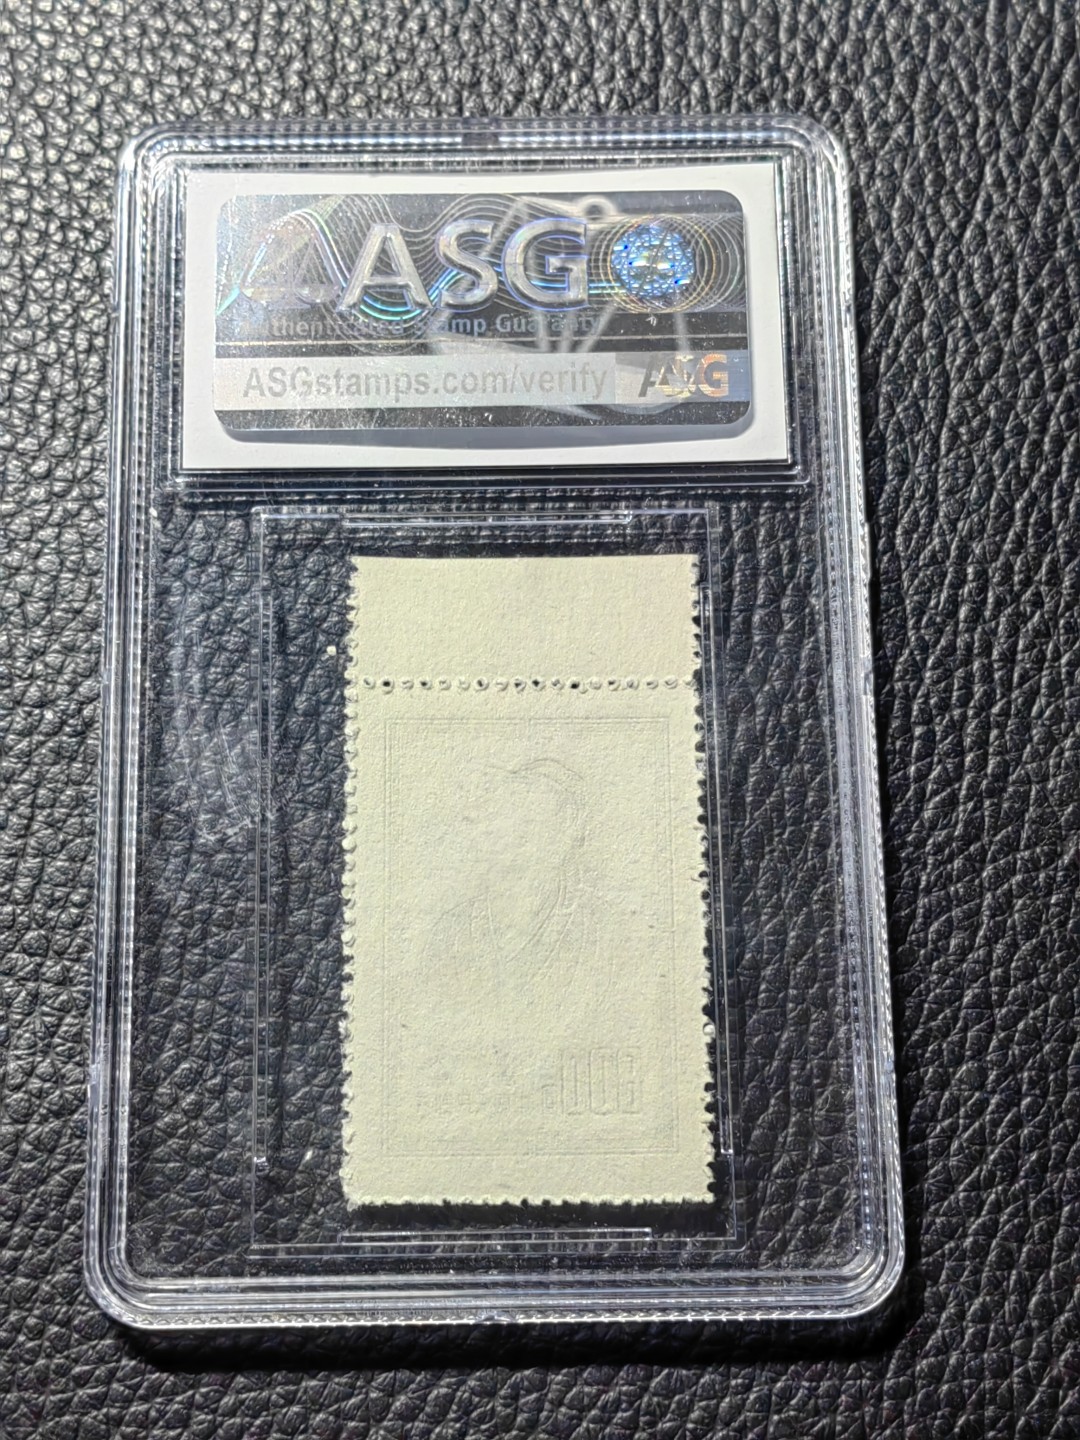 ASG
Authenticated Stamp Guaranty
ASGstamps.com/verify ASG